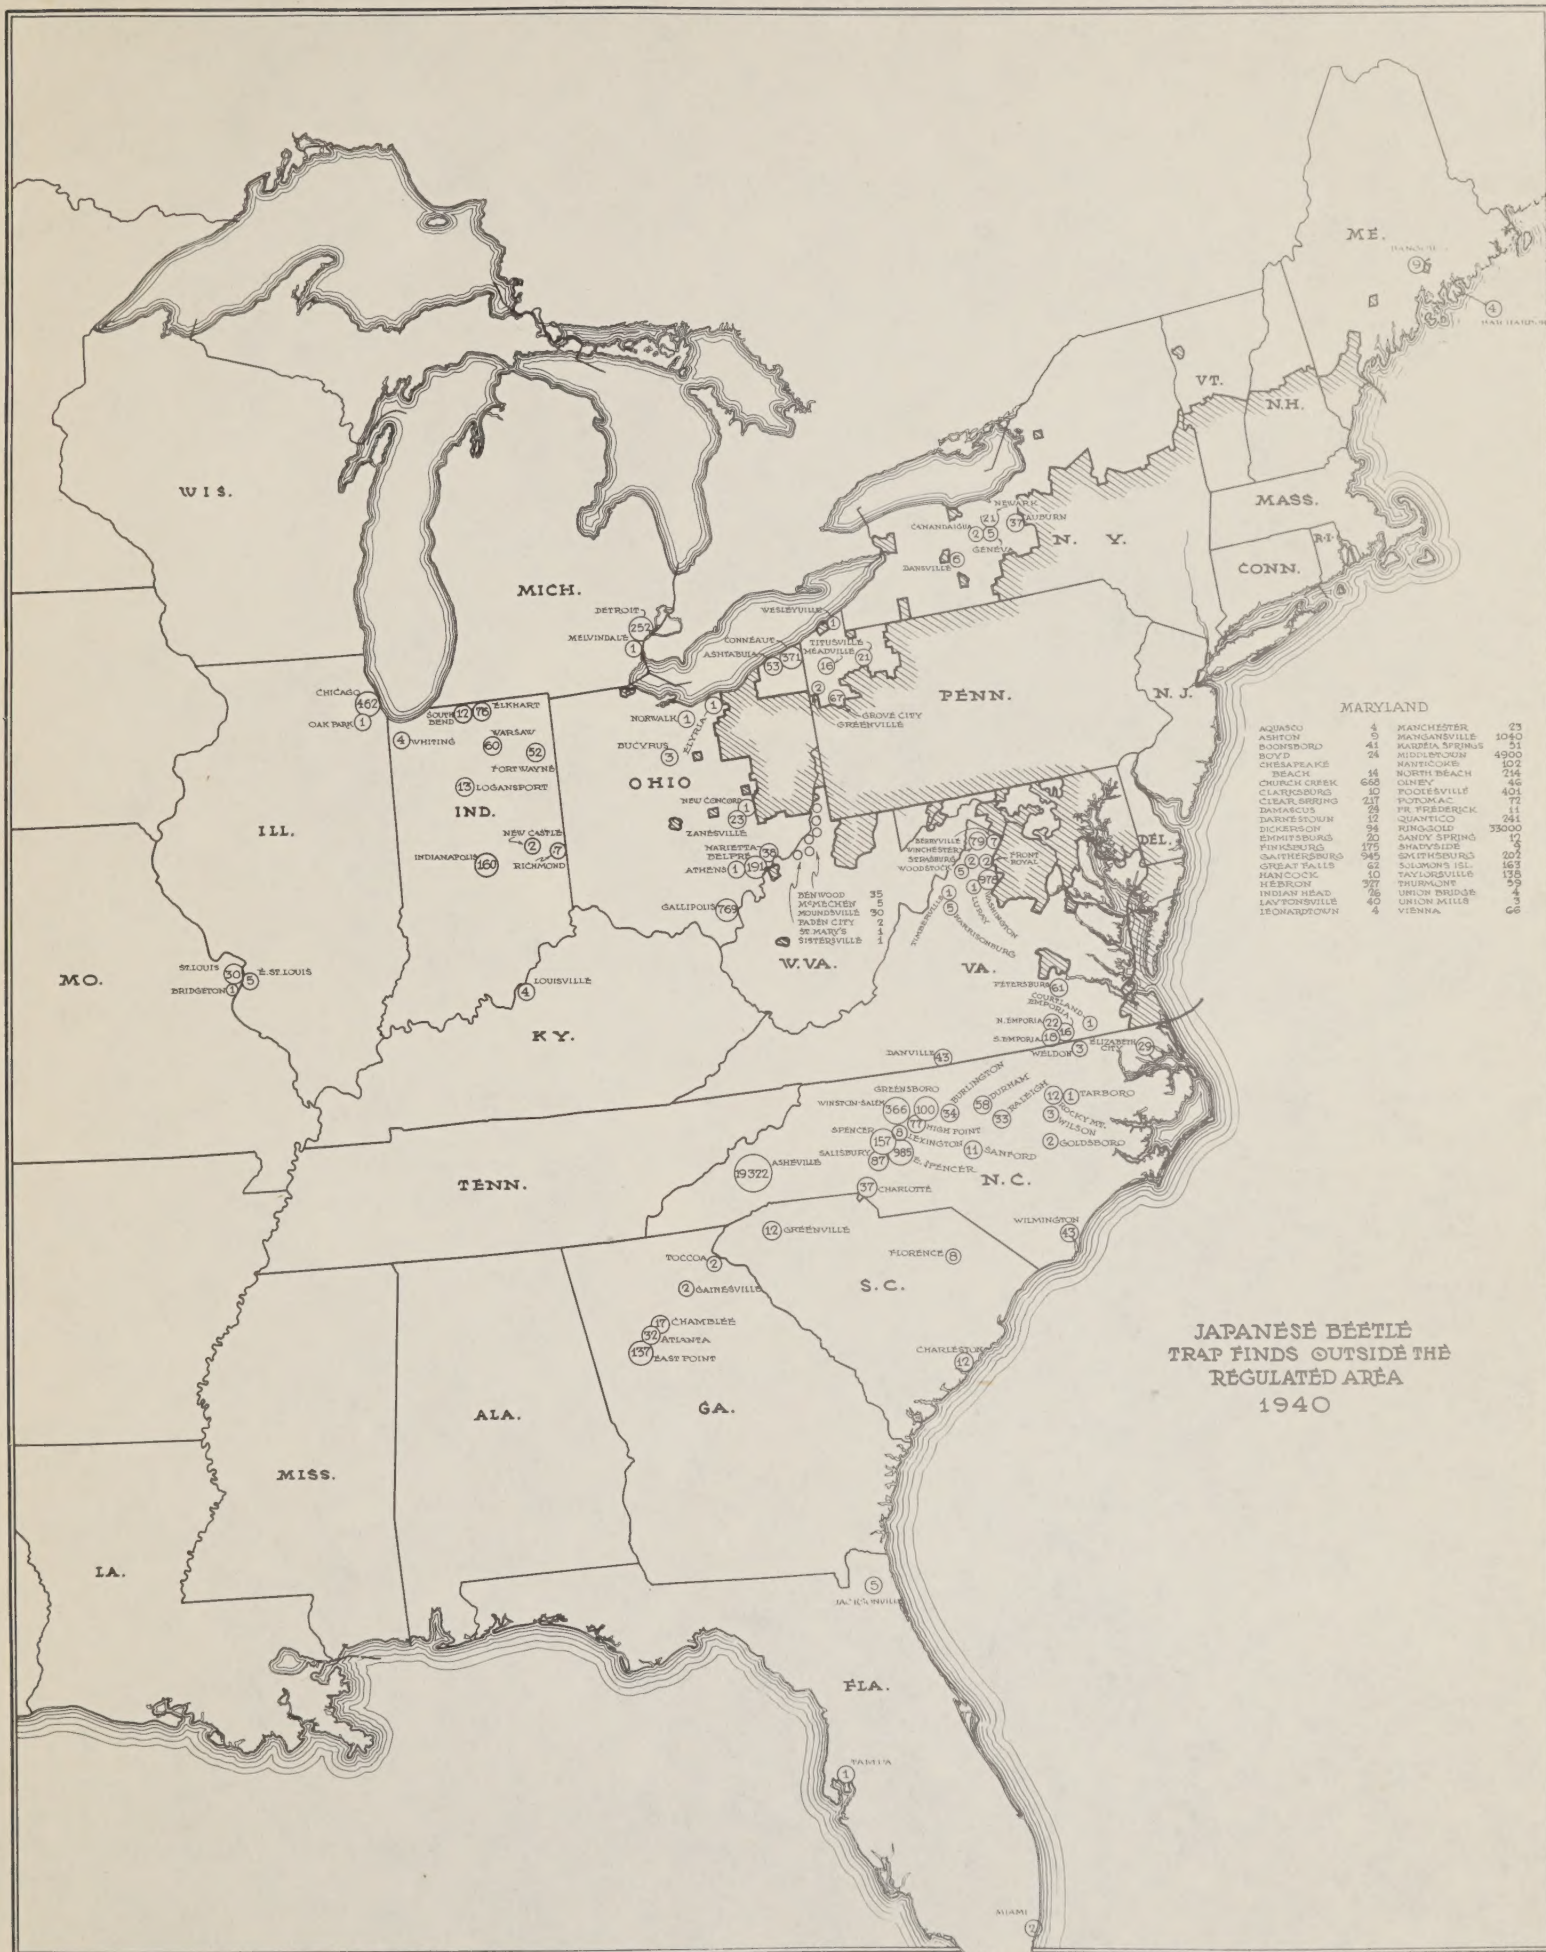 ME.
9
4
VT.
N.H.
WIS.
MASS.
NEWARK
21
37 AUBURN
CANANDAIGUA
2 5
GENEVA
N. Y.
R.I.
CONN.
DANSVILLE 6
MICH.
DETROIT
252
MELVINDALE
1
WESLEYVILLE 1
CONNEAUT
371
ASHTABULA
53
TITUSVILLE
21
MEADVILLE
16
2
67
GROVE CITY
GREENVILLE
PENN.
N.J.
CHICAGO
462
OAK PARK 1
SOUTH BEND 12
76 ELKHART
4 WHITING
WARSAW
60
52
FORT WAYNE
13 LOGANSPORT
IND.
NEW CASTLE
2
7
RICHMOND
INDIANAPOLIS 160
NORWALK 1
ELYRIA 1
BUCYRUS
3
OHIO
NEW CONCORD 1
23
ZANESVILLE
MARIETTA 38
BELPRE
191
ATHENS 1
GALLIPOLIS 769
ILL.
BENWOOD 35
McMECHEN 5
MOUNDSVILLE 30
PADEN CITY 2
ST. MARY'S 1
SISTERSVILLE 1
W.VA.
BERRYVILLE
79 7
WINCHESTER
STRASBURG 2 2
FRONT ROYAL
WOODSTOCK 5
978
WASHINGTON
1
LURAY
1
TIMBERVILLE
5
HARRISONBURG
VA.
DEL.
MARYLAND
AQUASCO 4 MANCHESTER 23
ASHTON 9 MANGANSVILLE 1040
BOONSBORO 41 MARDELA SPRINGS 51
BOYD 24 MIDDLETOWN 4900
CHESAPEAKE NANTICOKE 102
BEACH 14 NORTH BEACH 214
CHURCH CREEK 668 OLNEY 46
CLARKSBURG 10 POOLESVILLE 401
CLEAR SPRING 217 POTOMAC 72
DAMASCUS 24 PR. FREDERICK 11
DARNESTOWN 12 QUANTICO 241
DICKERSON 94 RINGGOLD 33000
EMMITSBURG 20 SANDY SPRING 12
FINKSBURG 175 SHADYSIDE
GAITHERSBURG 945 SMITHSBURG 202
GREAT FALLS 62 SOLOMONS ISL. 163
HANCOCK 10 TAYLORSVILLE 138
HEBRON 327 THURMONT 59
INDIAN HEAD 26 UNION BRIDGE 4
LAYTONSVILLE 40 UNION MILLS 3
LEONARDTOWN 4 VIENNA 66
MO.
ST. LOUIS 30
5 E. ST. LOUIS
BRIDGETON 1
LOUISVILLE
4
KY.
PETERSBURG 61
COURTLAND 1
EMPORIA 16
N. EMPORIA 22
S. EMPORIA 18
WELDON 3
ELIZABETH CITY 29
DANVILLE 43
GREENSBORO
100
WINSTON-SALEM 366
BURLINGTON
34
DURHAM
58
RALEIGH
33
12 1 TARBORO
ROCKY MT.
3
WILSON
2 GOLDSBORO
77
HIGH POINT
8
LEXINGTON
SPENCER
157
985
E. SPENCER
SALISBURY
87
11 SANFORD
N.C.
19322
ASHEVILLE
37 CHARLOTTE
WILMINGTON
43
TENN.
12 GREENVILLE
FLORENCE 8
S.C.
CHARLESTON
12
TOCCOA 2
2 GAINESVILLE
17 CHAMBLEE
32 ATLANTA
137 EAST POINT
GA.
ALA.
MISS.
LA.
JAPANESE BEETLE
TRAP FINDS OUTSIDE THE
REGULATED AREA
1940
5
JACKSONVILLE
FLA.
TAMPA
1
MIAMI
2